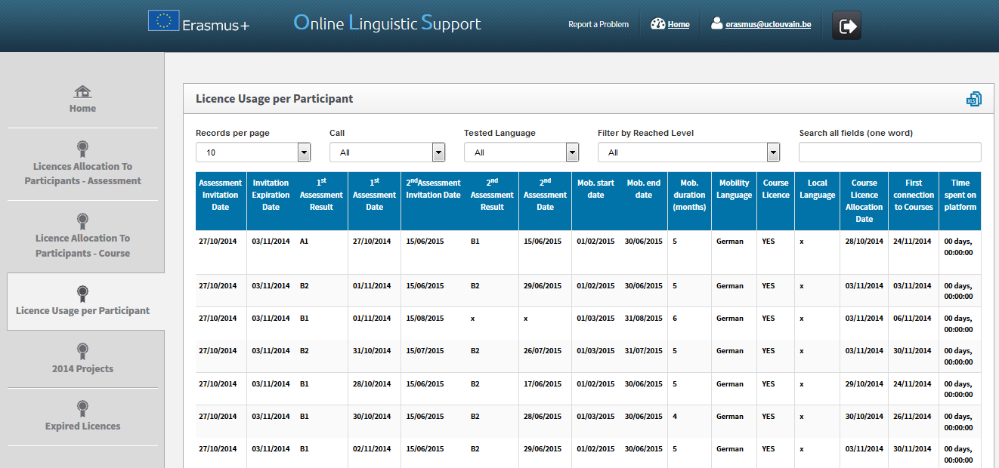 Erasmus+
Online Linguistic Support
Report a Problem
Home
erasmus@uclouvain.be
Home
Licences Allocation To
Participants - Assessment
Licence Allocation To
Participants - Course
Licence Usage per Participant
2014 Projects
Expired Licences
Licence Usage per Participant
XLS
Records per page Call Tested Language Filter by Reached Level Search all fields (one word)
10 All All All
Assessment Invitation 1st 1st 2ndAssessment 2nd 2nd Mob. start Mob. end Mob. Mobility Course Local Course First Time
Invitation Expiration Assessment Assessment Invitation Date Assessment Assessment date date duration Language Licence Language Licence connection spent on
Date Date Result Date Result Date (months) Allocation to Courses platform
Date
27/10/2014 03/11/2014 A1 27/10/2014 15/06/2015 B1 15/06/2015 01/02/2015 30/06/2015 5 German YES x 28/10/2014 24/11/2014 00 days,
00:00:00
27/10/2014 03/11/2014 B2 01/11/2014 15/06/2015 B2 29/06/2015 01/02/2015 30/06/2015 5 German YES x 03/11/2014 03/11/2014 00 days,
00:00:00
27/10/2014 03/11/2014 B1 01/11/2014 15/08/2015 x x 01/03/2015 31/08/2015 6 German YES x 03/11/2014 06/11/2014 00 days,
00:00:00
27/10/2014 03/11/2014 B2 31/10/2014 15/07/2015 B2 26/07/2015 01/03/2015 31/07/2015 5 German YES x 03/11/2014 30/11/2014 00 days,
00:00:00
27/10/2014 03/11/2014 B1 28/10/2014 15/06/2015 B2 17/06/2015 01/02/2015 30/06/2015 5 German YES x 29/10/2014 24/11/2014 00 days,
00:00:00
27/10/2014 03/11/2014 B1 30/10/2014 15/06/2015 B2 28/06/2015 01/03/2015 30/06/2015 4 German YES x 30/10/2014 26/11/2014 00 days,
00:00:00
27/10/2014 03/11/2014 B1 02/11/2014 15/06/2015 B2 29/06/2015 01/02/2015 30/06/2015 5 German YES x 03/11/2014 30/11/2014 00 days,
00:00:00